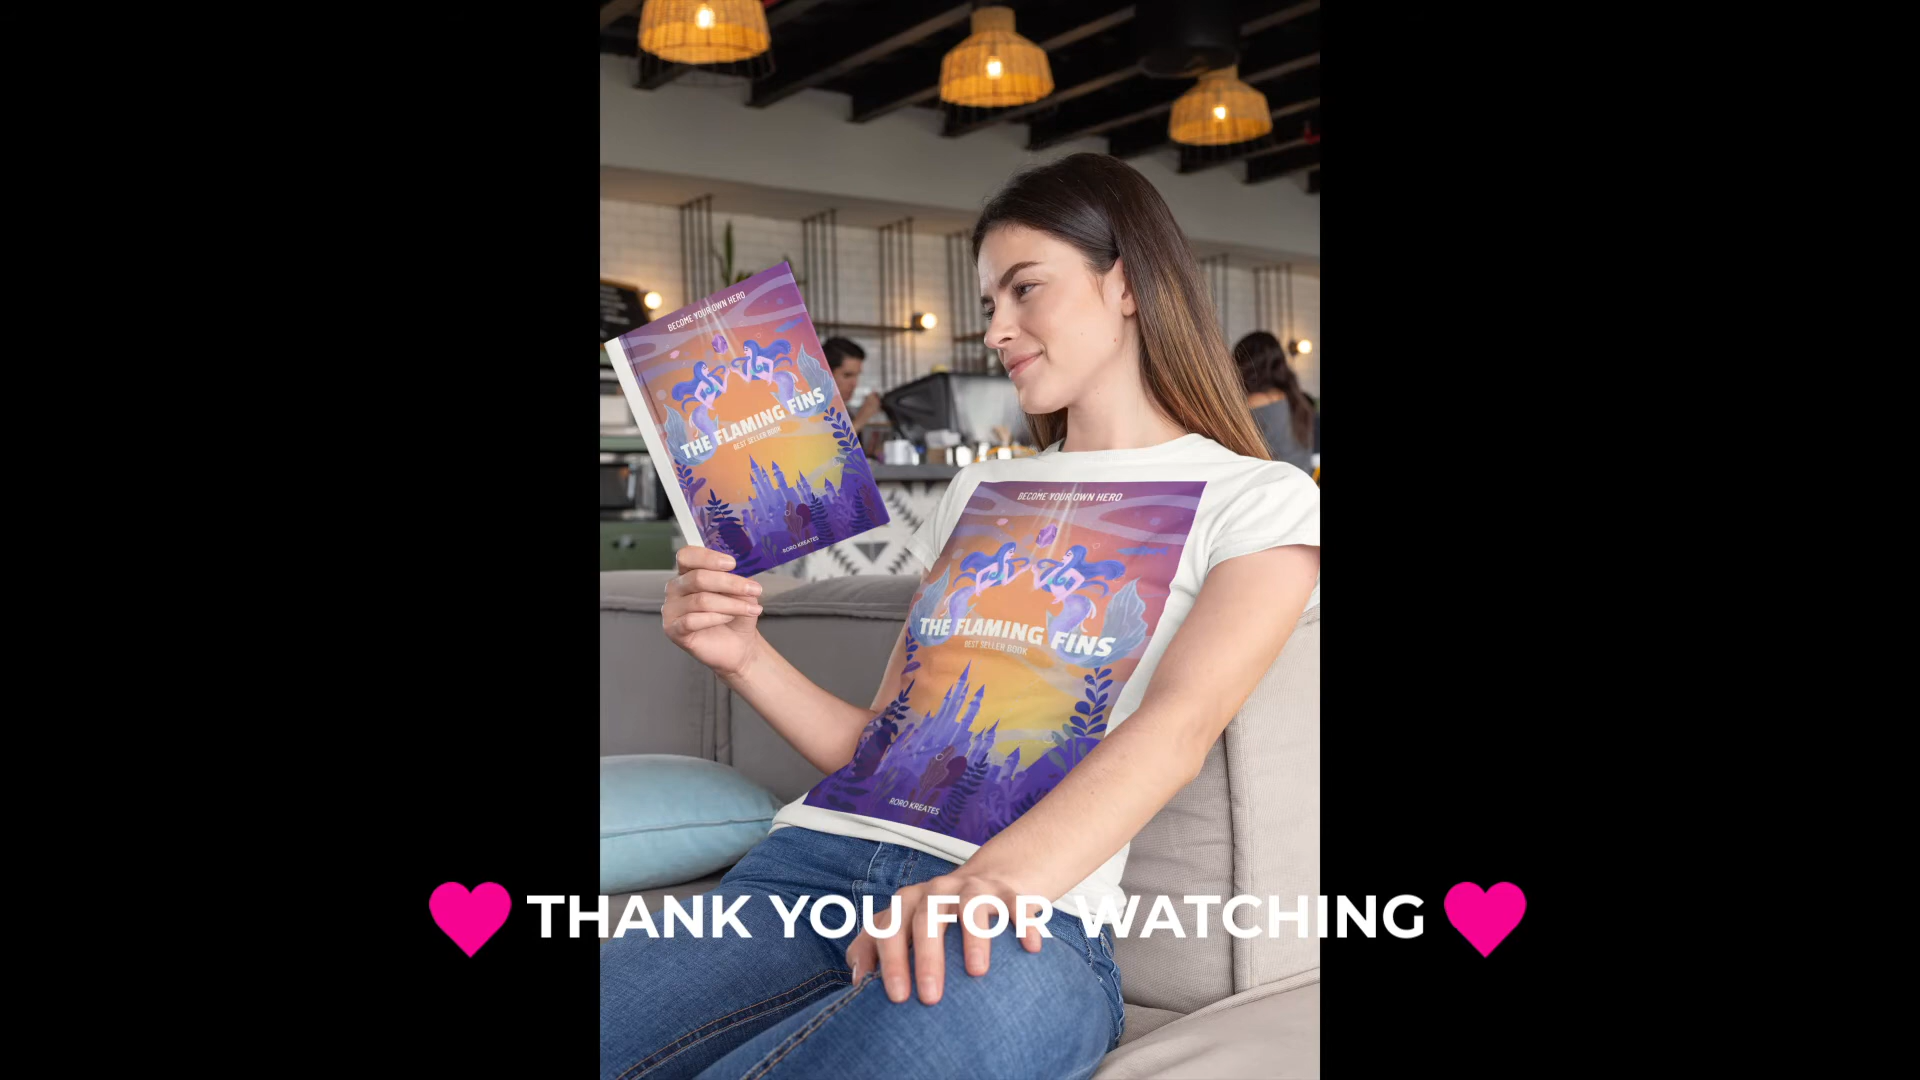 BECOME YOUR OWN HERO
THE FLAMING FINS
BEST SELLER BOOK
RORO KREATES
BECOME YOUR OWN HERO
THE FLAMING FINS
BEST SELLER BOOK
RORO KREATES
THANK YOU FOR WATCHING